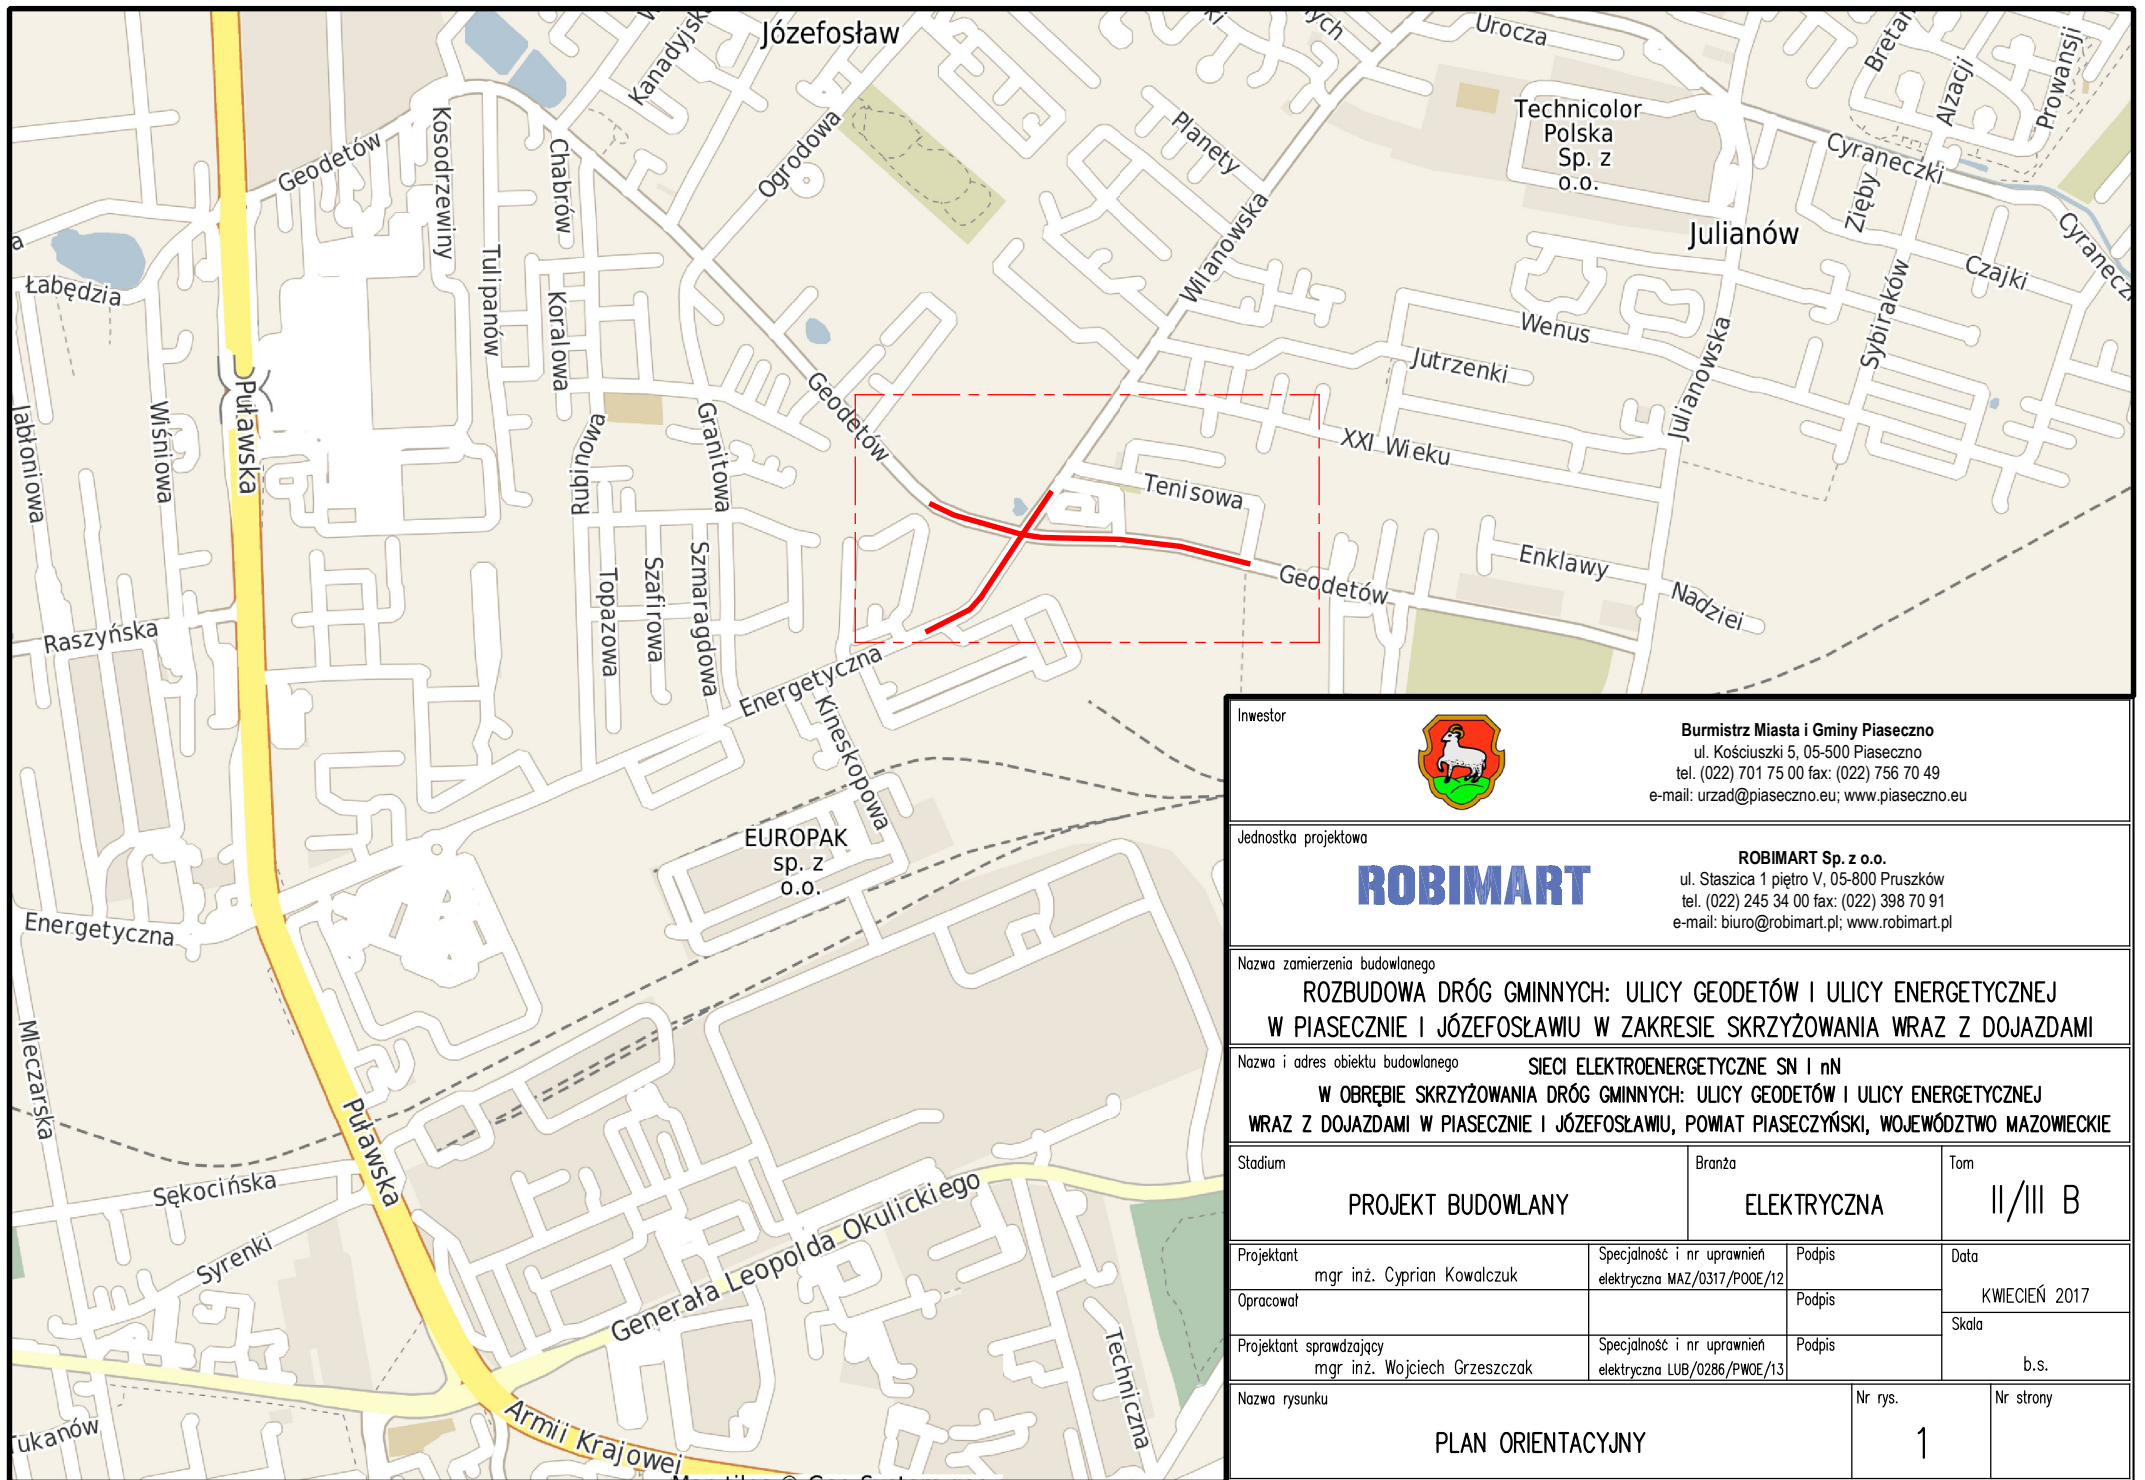 Józefosław
Kanadyjsk
Urocza
Bretan
Alzacji
Prowansji
Technicolor
Polska
Sp. z
o.o.
Planety
Ogrodowa
Kosodrzewiny
Geodetów
Chabrów
Cyraneczki
Zięby
Wilanowska
Julianów
Cyranecz
Czajki
Sybiraków
Łabędzia
Tulipanów
Koralowa
Wenus
Jutrzenki
Julianowska
Geodetów
Puławska
Wiśniowa
Jabłoniowa
Rubinowa
Granitowa
XXI Wieku
Tenisowa
Enklawy
Nadziei
Geodetów
Topazowa
Szafirowa
Szmaragdowa
Raszyńska
Energetyczna
Kineskopowa
EUROPAK
sp. z
o.o.
Energetyczna
Mleczarska
Puławska
Sękocińska
Syrenki
Generała Leopolda Okulickiego
Techniczna
Armii Krajowej
ukanów
Inwestor
Burmistrz Miasta i Gminy Piaseczno
ul. Kościuszki 5, 05-500 Piaseczno
tel. (022) 701 75 00 fax: (022) 756 70 49
e-mail: urzad@piaseczno.eu; www.piaseczno.eu
Jednostka projektowa
ROBIMART
ROBIMART Sp. z o.o.
ul. Staszica 1 piętro V, 05-800 Pruszków
tel. (022) 245 34 00 fax: (022) 398 70 91
e-mail: biuro@robimart.pl; www.robimart.pl
Nazwa zamierzenia budowlanego
ROZBUDOWA DRÓG GMINNYCH: ULICY GEODETÓW I ULICY ENERGETYCZNEJ
W PIASECZNIE I JÓZEFOSŁAWIU W ZAKRESIE SKRZYŻOWANIA WRAZ Z DOJAZDAMI
Nazwa i adres obiektu budowlanego SIECI ELEKTROENERGETYCZNE SN I nN
W OBRĘBIE SKRZYŻOWANIA DRÓG GMINNYCH: ULICY GEODETÓW I ULICY ENERGETYCZNEJ
WRAZ Z DOJAZDAMI W PIASECZNIE I JÓZEFOSŁAWIU, POWIAT PIASECZYŃSKI, WOJEWÓDZTWO MAZOWIECKIE
Stadium Branża Tom
PROJEKT BUDOWLANY ELEKTRYCZNA II/III B
Projektant Specjalność i nr uprawnień Podpis Data
mgr inż. Cyprian Kowalczuk elektryczna MAZ/0317/POOE/12
KWIECIEŃ 2017
Opracował Podpis
Skala
Projektant sprawdzający Specjalność i nr uprawnień Podpis
mgr inż. Wojciech Grzeszczak elektryczna LUB/0286/PWOE/13 b.s.
Nazwa rysunku Nr rys. Nr strony
PLAN ORIENTACYJNY 1